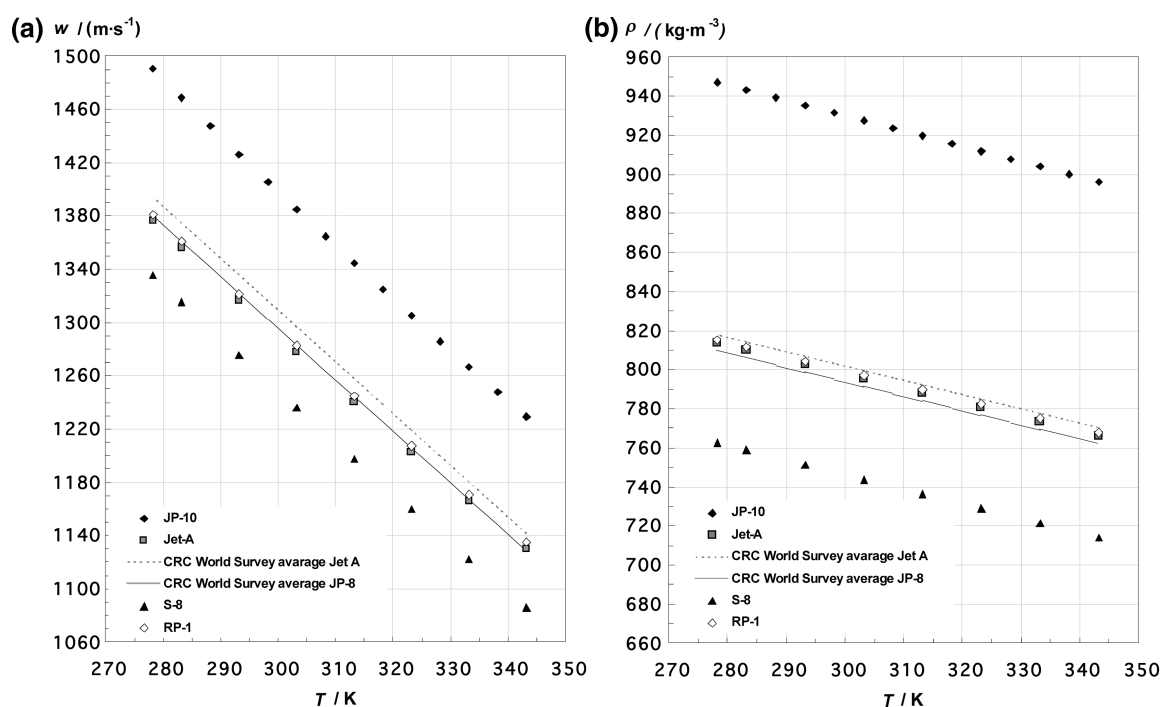 (a) w / (m·s-1)
1500
1460
1420
1380
1340
1300
1260
1220
1180
1140
1100
1060
270 280 290 300 310 320 330 340 350
T / K
JP-10
Jet-A
CRC World Survey avarage Jet A
CRC World Survey average JP-8
S-8
RP-1
(b) ρ / ( kg·m-3)
960
940
920
900
880
860
840
820
800
780
760
740
720
700
680
660
270 280 290 300 310 320 330 340 350
T / K
JP-10
Jet-A
CRC World Survey avarage Jet A
CRC World Survey average JP-8
S-8
RP-1